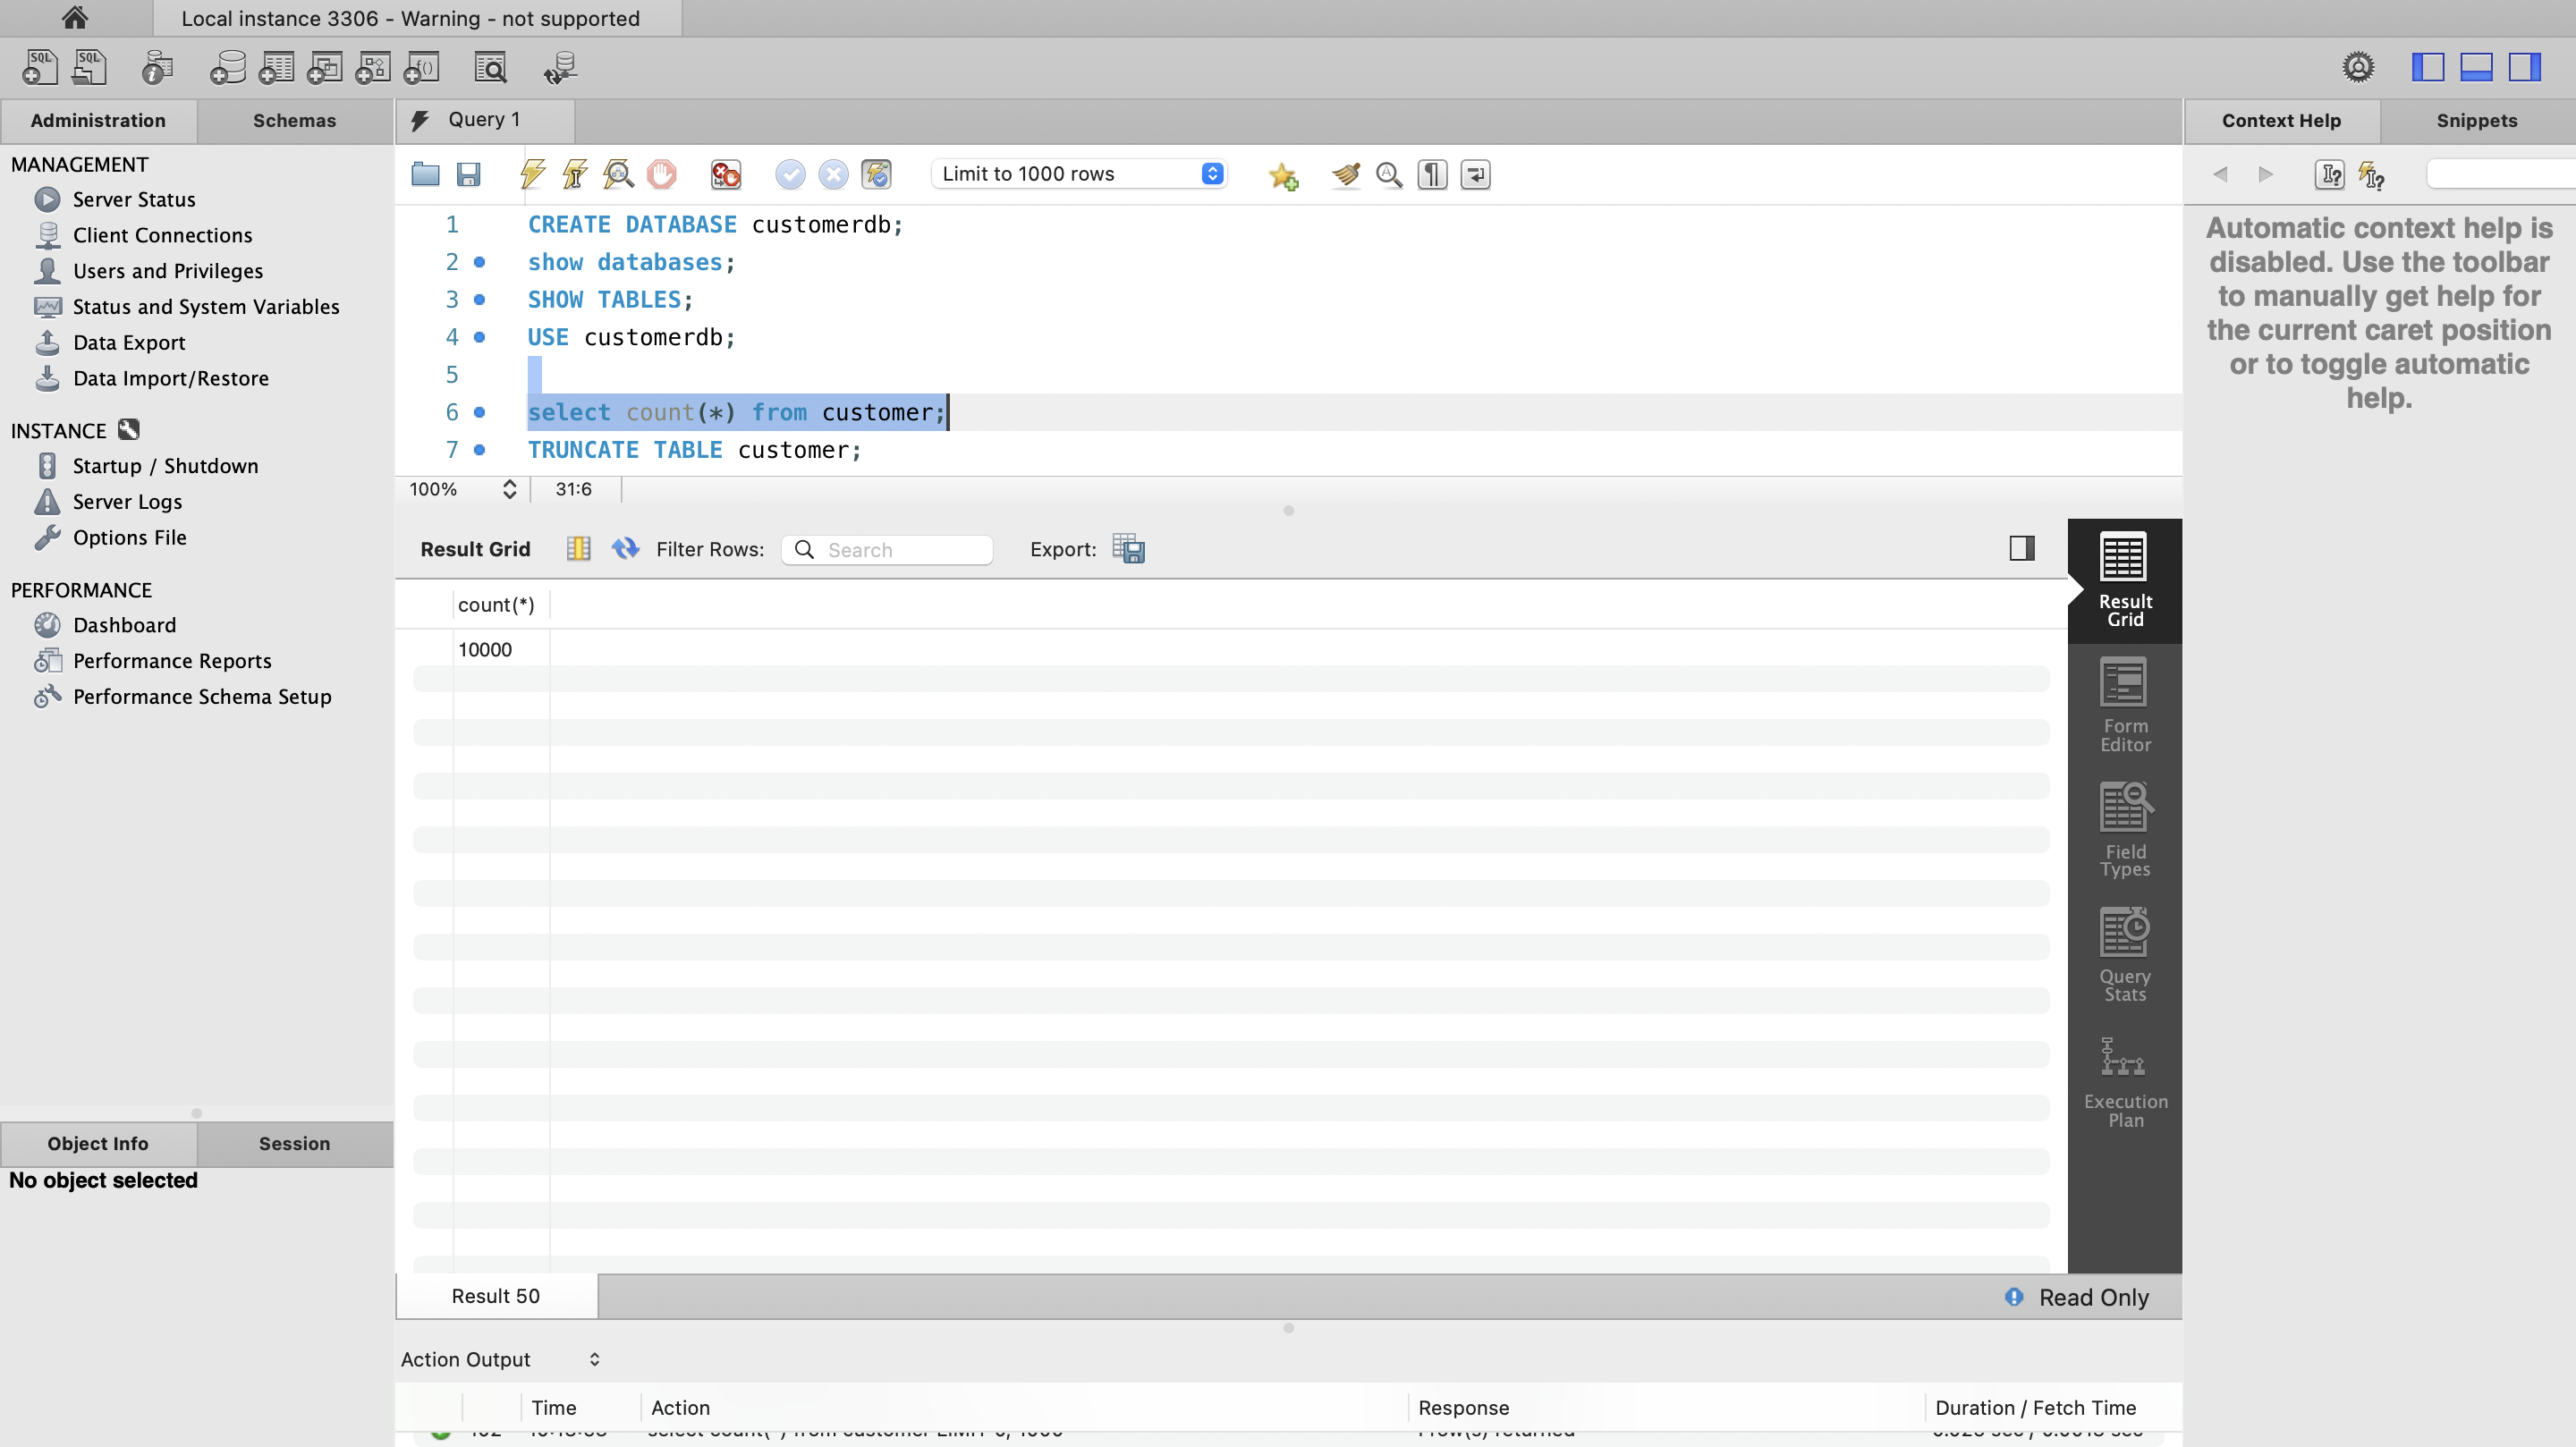 Local instance 3306 - Warning - not supported
Administration
Schemas
MANAGEMENT
Server Status
Client Connections
Users and Privileges
Status and System Variables
Data Export
Data Import/Restore
INSTANCE
Startup / Shutdown
Server Logs
Options File
PERFORMANCE
Dashboard
Performance Reports
Performance Schema Setup
Object Info
Session
No object selected
Query 1
Limit to 1000 rows
1 CREATE DATABASE customerdb;
2 show databases;
3 SHOW TABLES;
4 USE customerdb;
5
6 select count(*) from customer;
7 TRUNCATE TABLE customer;
100%
31:6
Result Grid
Filter Rows:
Search
Export:
count(*)
10000
Result
Grid
Form
Editor
Field
Types
Query
Stats
Execution
Plan
Result 50
Read Only
Action Output
Time
Action
Response
Duration / Fetch Time
Context Help
Snippets
Automatic context help is
disabled. Use the toolbar
to manually get help for
the current caret position
or to toggle automatic
help.